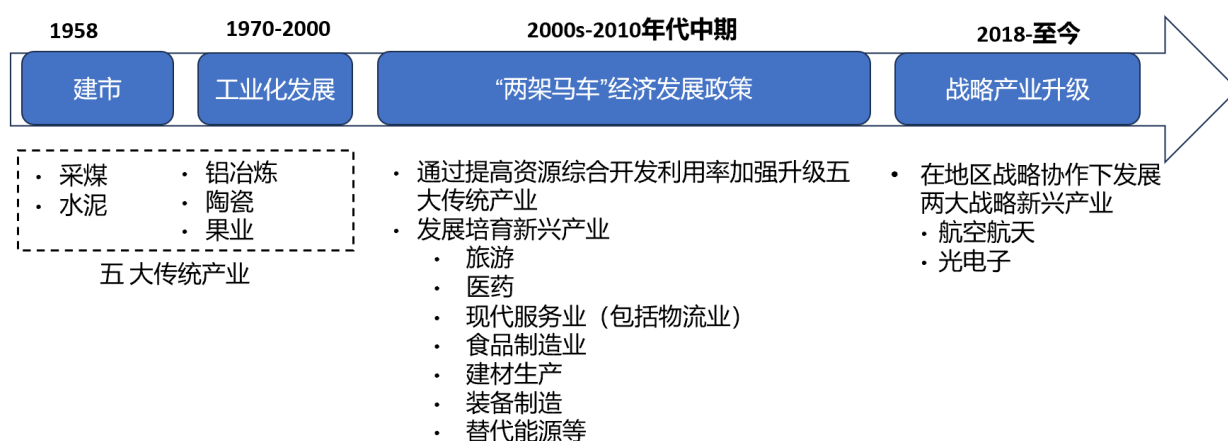 1958
1970-2000
2000s-2010年代中期
2018-至今
建市
工业化发展
“两架马车”经济发展政策
战略产业升级
· 采煤
· 水泥
· 铝冶炼
· 陶瓷
· 果业
五 大传统产业
· 通过提高资源综合开发利用率加强升级五
大传统产业
· 发展培育新兴产业
· 旅游
· 医药
· 现代服务业（包括物流业）
· 食品制造业
· 建材生产
· 装备制造
· 替代能源等
• 在地区战略协作下发展
两大战略新兴产业
· 航空航天
· 光电子